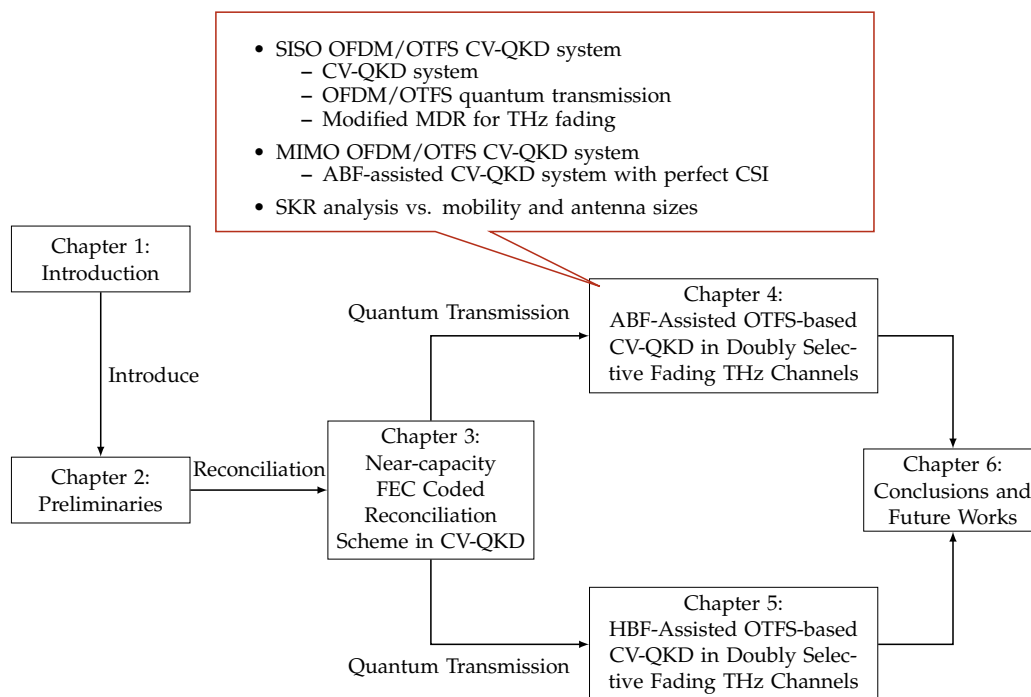 • SISO OFDM/OTFS CV-QKD system
– CV-QKD system
– OFDM/OTFS quantum transmission
– Modified MDR for THz fading
• MIMO OFDM/OTFS CV-QKD system
– ABF-assisted CV-QKD system with perfect CSI
• SKR analysis vs. mobility and antenna sizes
Chapter 1:
Introduction
Introduce
Chapter 2:
Preliminaries
Reconciliation
Chapter 3:
Near-capacity
FEC Coded
Reconciliation
Scheme in CV-QKD
Quantum Transmission
Chapter 4:
ABF-Assisted OTFS-based
CV-QKD in Doubly Selec-
tive Fading THz Channels
Quantum Transmission
Chapter 5:
HBF-Assisted OTFS-based
CV-QKD in Doubly Selec-
tive Fading THz Channels
Chapter 6:
Conclusions and
Future Works